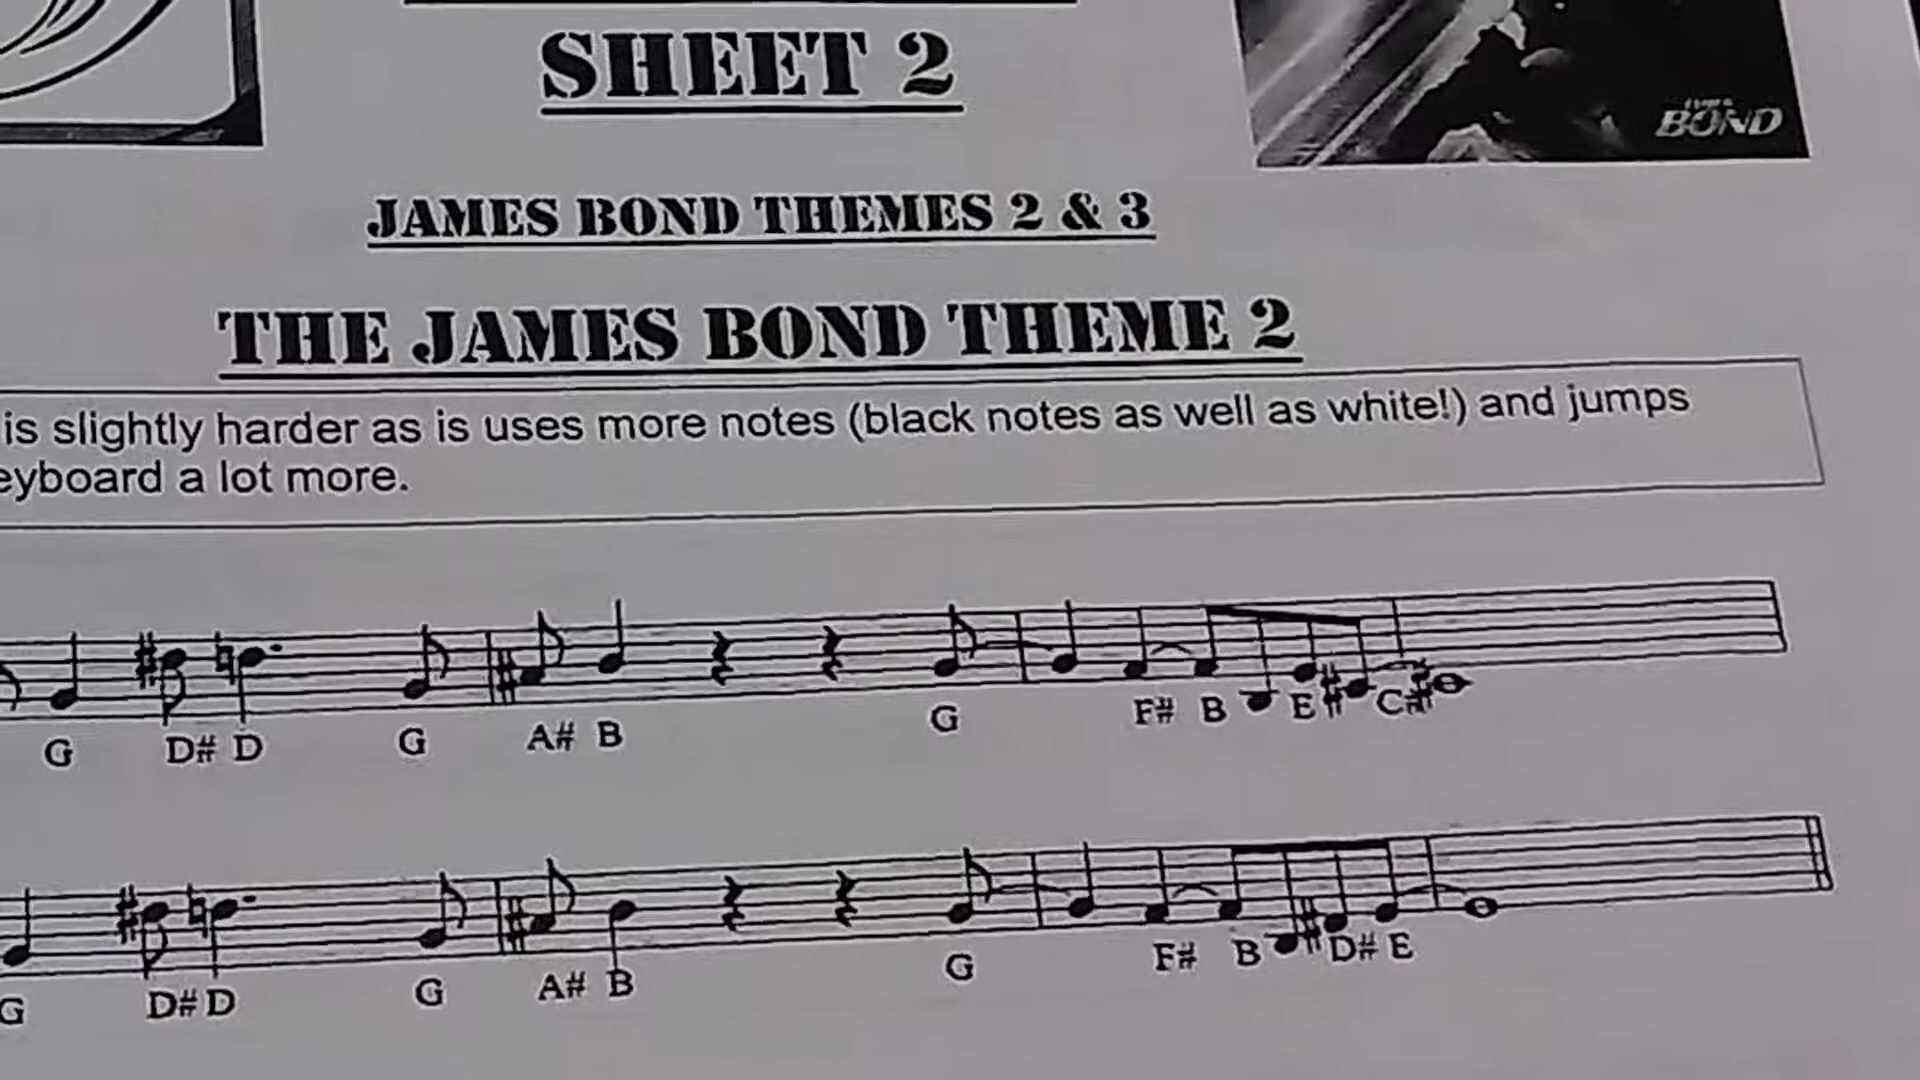 SHEET 2
BOND
JAMES BOND THEMES 2 & 3
THE JAMES BOND THEME 2
is slightly harder as is uses more notes (black notes as well as white!) and jumps
eyboard a lot more.
G D# D G A# B G F# B E C#
G D# D G A# B G F# B D# E